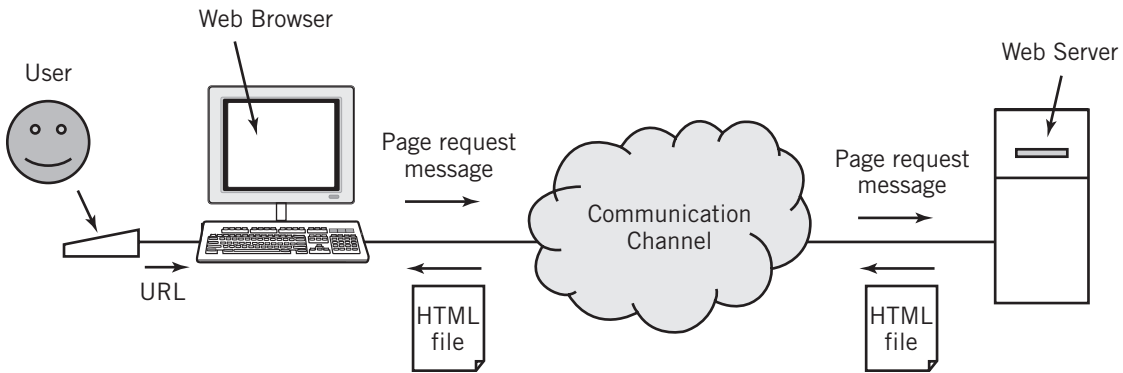 Web Browser
User
Web Server
Page request
message
Page request
message
Communication
Channel
URL
HTML
file
HTML
file